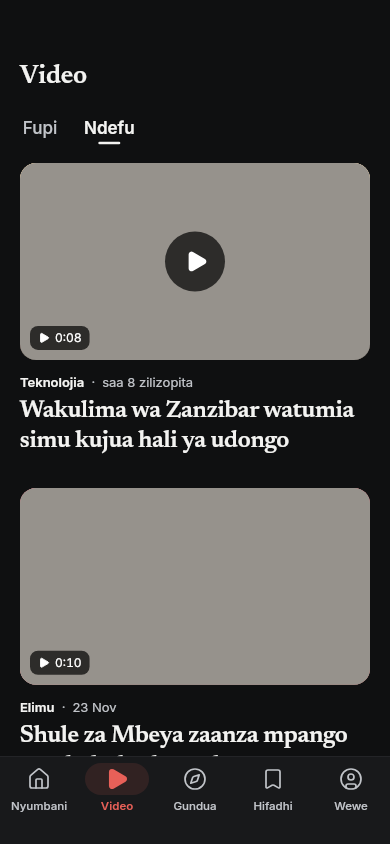 Video
Fupi
Ndefu
0:08
Teknolojia · saa 8 zilizopita
Wakulima wa Zanzibar watumia
simu kujua hali ya udongo
0:10
Elimu · 23 Nov
Shule za Mbeya zaanza mpango
Nyumbani
Video
Gundua
Hifadhi
Wewe